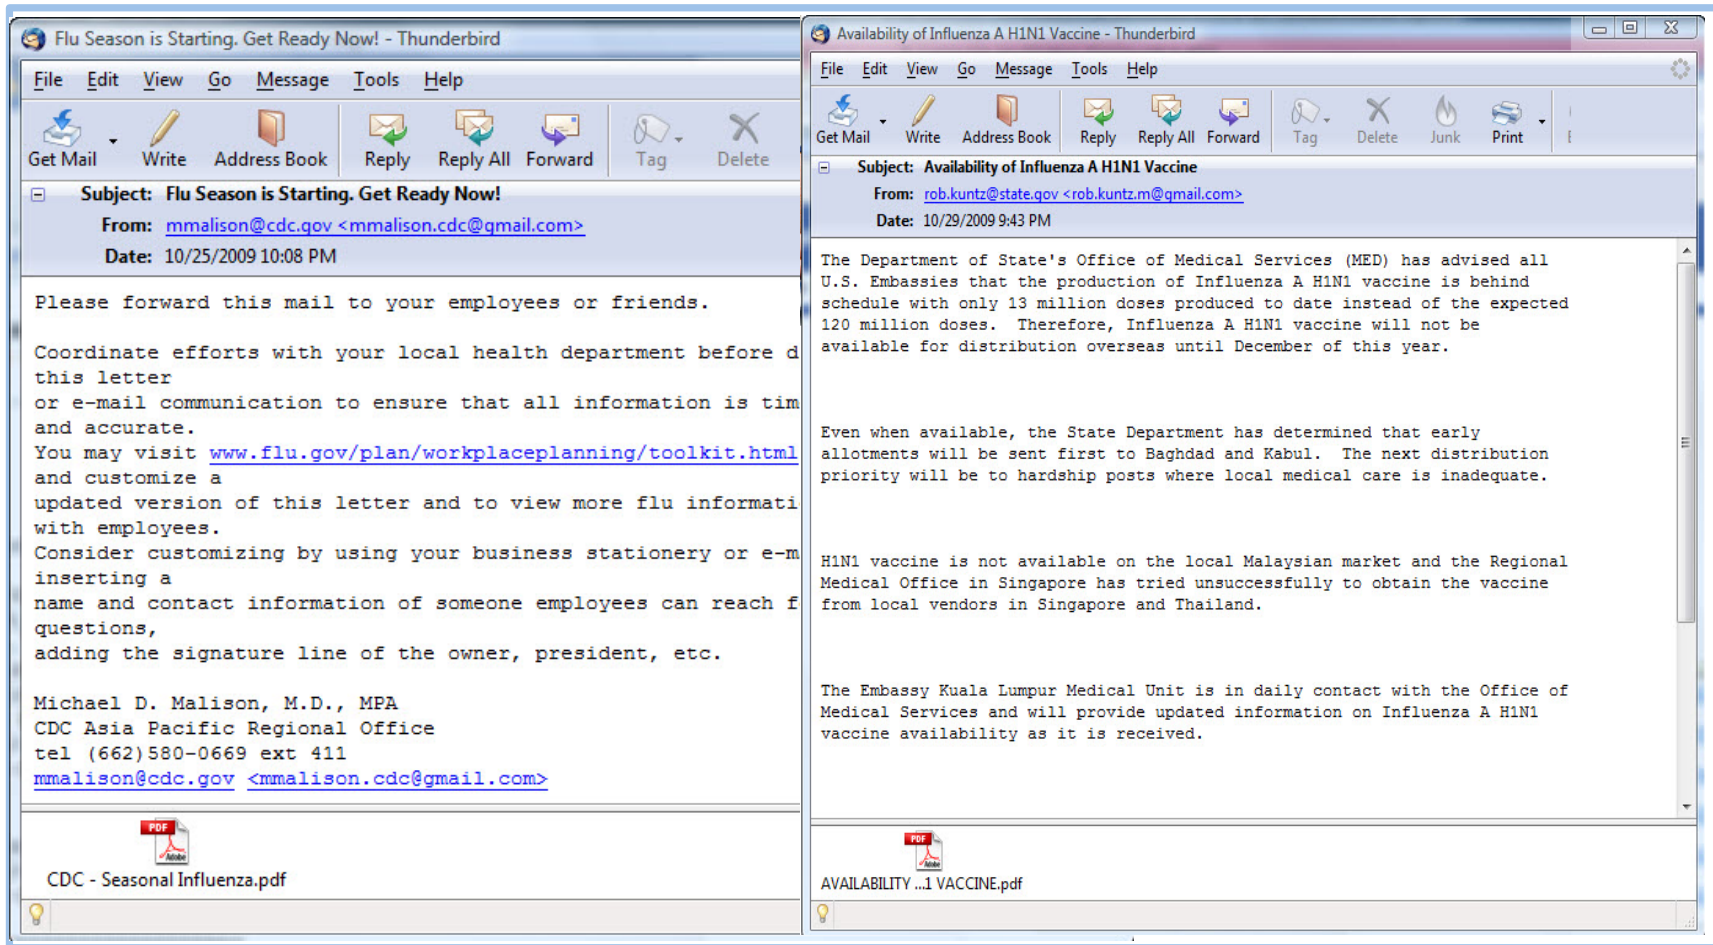 Flu Season is Starting. Get Ready Now! - Thunderbird
File Edit View Go Message Tools Help
Get Mail Write Address Book Reply Reply All Forward Tag Delete
Subject: Flu Season is Starting. Get Ready Now!
From: mmalison@cdc.gov <mmalison.cdc@gmail.com>
Date: 10/25/2009 10:08 PM
Please forward this mail to your employees or friends.
Coordinate efforts with your local health department before d
this letter
or e-mail communication to ensure that all information is tim
and accurate.
You may visit www.flu.gov/plan/workplaceplanning/toolkit.html
and customize a
updated version of this letter and to view more flu informati
with employees.
Consider customizing by using your business stationery or e-m
inserting a
name and contact information of someone employees can reach f
questions,
adding the signature line of the owner, president, etc.
Michael D. Malison, M.D., MPA
CDC Asia Pacific Regional Office
tel (662)580-0669 ext 411
mmalison@cdc.gov <mmalison.cdc@gmail.com>
PDF
Adobe
CDC - Seasonal Influenza.pdf
Availability of Influenza A H1N1 Vaccine - Thunderbird
File Edit View Go Message Tools Help
Get Mail Write Address Book Reply Reply All Forward Tag Delete Junk Print
Subject: Availability of Influenza A H1N1 Vaccine
From: rob.kuntz@state.gov <rob.kuntz.m@gmail.com>
Date: 10/29/2009 9:43 PM
The Department of State's Office of Medical Services (MED) has advised all
U.S. Embassies that the production of Influenza A H1N1 vaccine is behind
schedule with only 13 million doses produced to date instead of the expected
120 million doses. Therefore, Influenza A H1N1 vaccine will not be
available for distribution overseas until December of this year.
Even when available, the State Department has determined that early
allotments will be sent first to Baghdad and Kabul. The next distribution
priority will be to hardship posts where local medical care is inadequate.
H1N1 vaccine is not available on the local Malaysian market and the Regional
Medical Office in Singapore has tried unsuccessfully to obtain the vaccine
from local vendors in Singapore and Thailand.
The Embassy Kuala Lumpur Medical Unit is in daily contact with the Office of
Medical Services and will provide updated information on Influenza A H1N1
vaccine availability as it is received.
PDF
Adobe
AVAILABILITY ...1 VACCINE.pdf